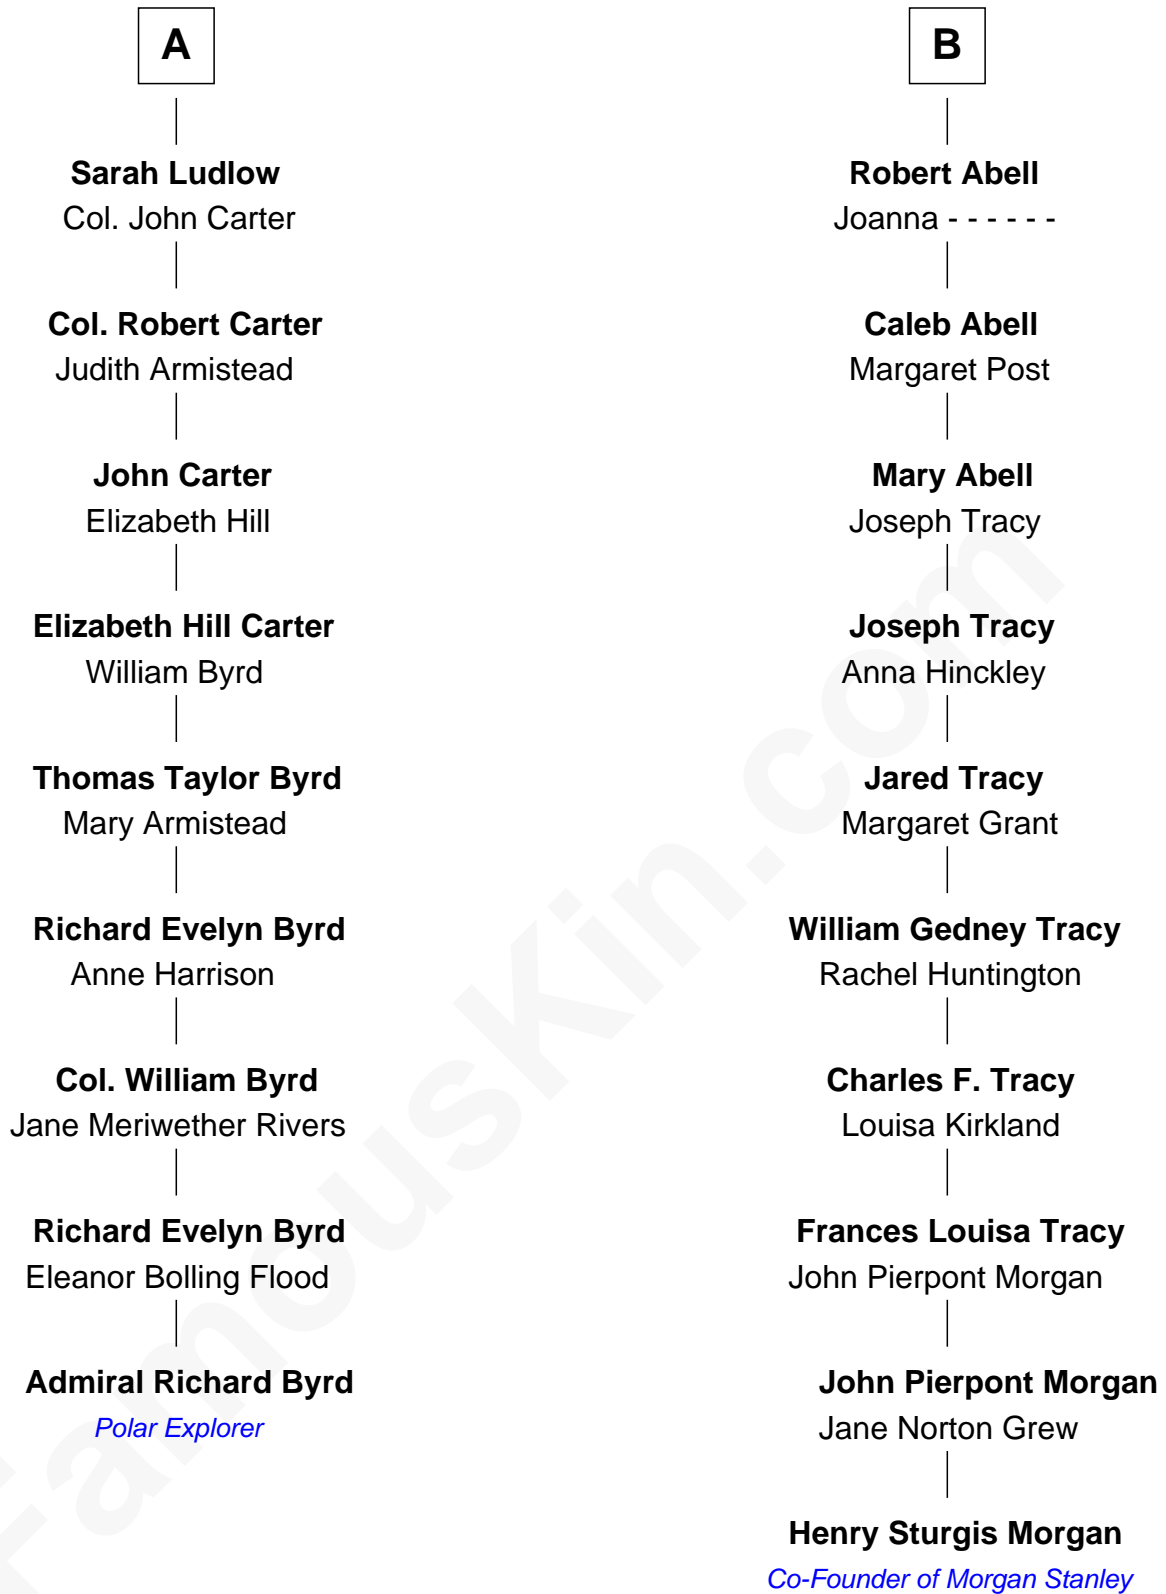 A
Sarah Ludlow
Col. John Carter
Col. Robert Carter
Judith Armistead
John Carter
Elizabeth Hill
Elizabeth Hill Carter
William Byrd
Thomas Taylor Byrd
Mary Armistead
Richard Evelyn Byrd
Anne Harrison
Col. William Byrd
Jane Meriwether Rivers
Richard Evelyn Byrd
Eleanor Bolling Flood
Admiral Richard Byrd
Polar Explorer
B
Robert Abell
Joanna - - - - - -
Caleb Abell
Margaret Post
Mary Abell
Joseph Tracy
Joseph Tracy
Anna Hinckley
Jared Tracy
Margaret Grant
William Gedney Tracy
Rachel Huntington
Charles F. Tracy
Louisa Kirkland
Frances Louisa Tracy
John Pierpont Morgan
John Pierpont Morgan
Jane Norton Grew
Henry Sturgis Morgan
Co-Founder of Morgan Stanley
FamousKin.com